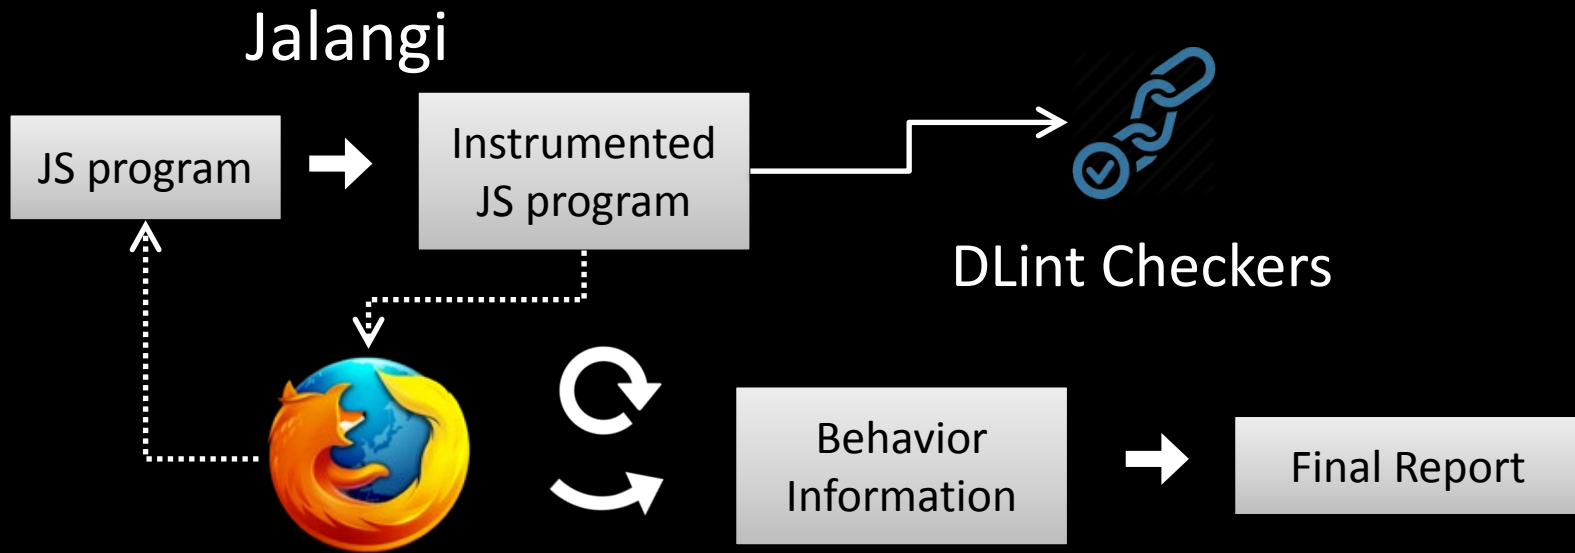 Jalangi
JS program
Instrumented
JS program
DLint Checkers
Behavior
Information
Final Report